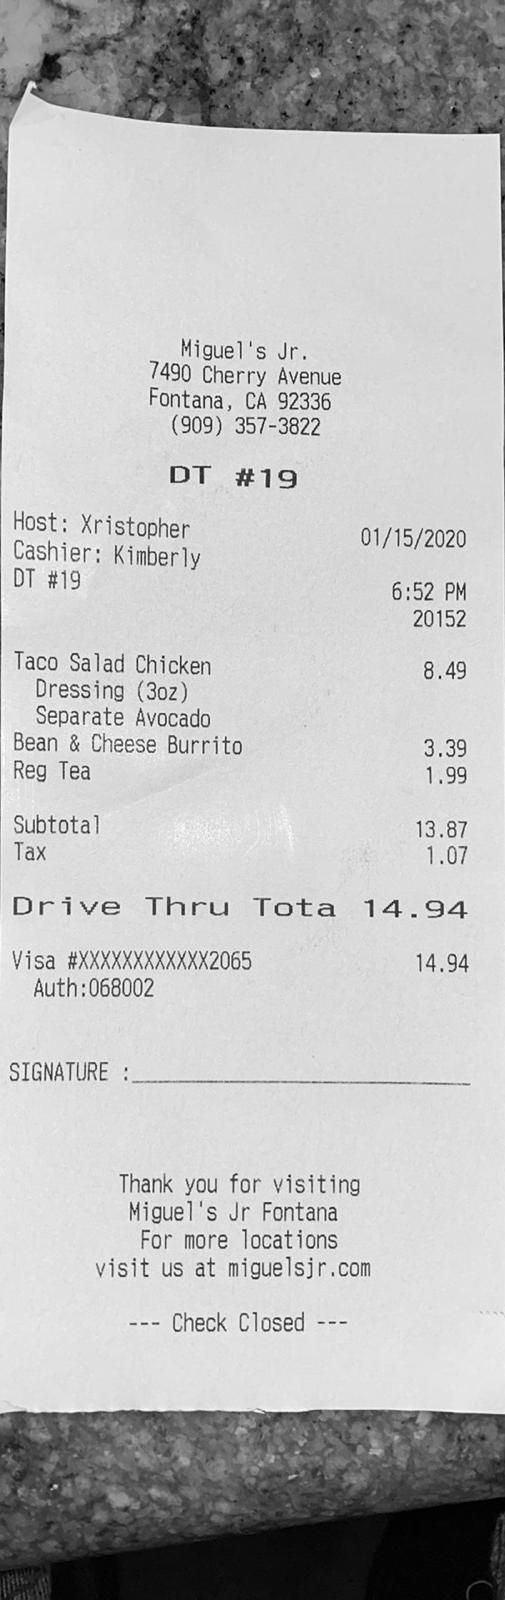 Miguel's Jr.
7490 Cherry Avenue
Fontana, CA 92336
(909) 357-3822
DT #19
Host: Xristopher 01/15/2020
Cashier: Kimberly
DT #19 6:52 PM
20152
Taco Salad Chicken 8.49
Dressing (3oz)
Separate Avocado
Bean & Cheese Burrito 3.39
Reg Tea 1.99
Subtotal 13.87
Tax 1.07
Drive Thru Tota 14.94
Visa #XXXXXXXXXXXX2065 14.94
Auth:068002
SIGNATURE :
Thank you for visiting
Miguel's Jr Fontana
For more locations
visit us at miguelsjr.com
--- Check Closed ---